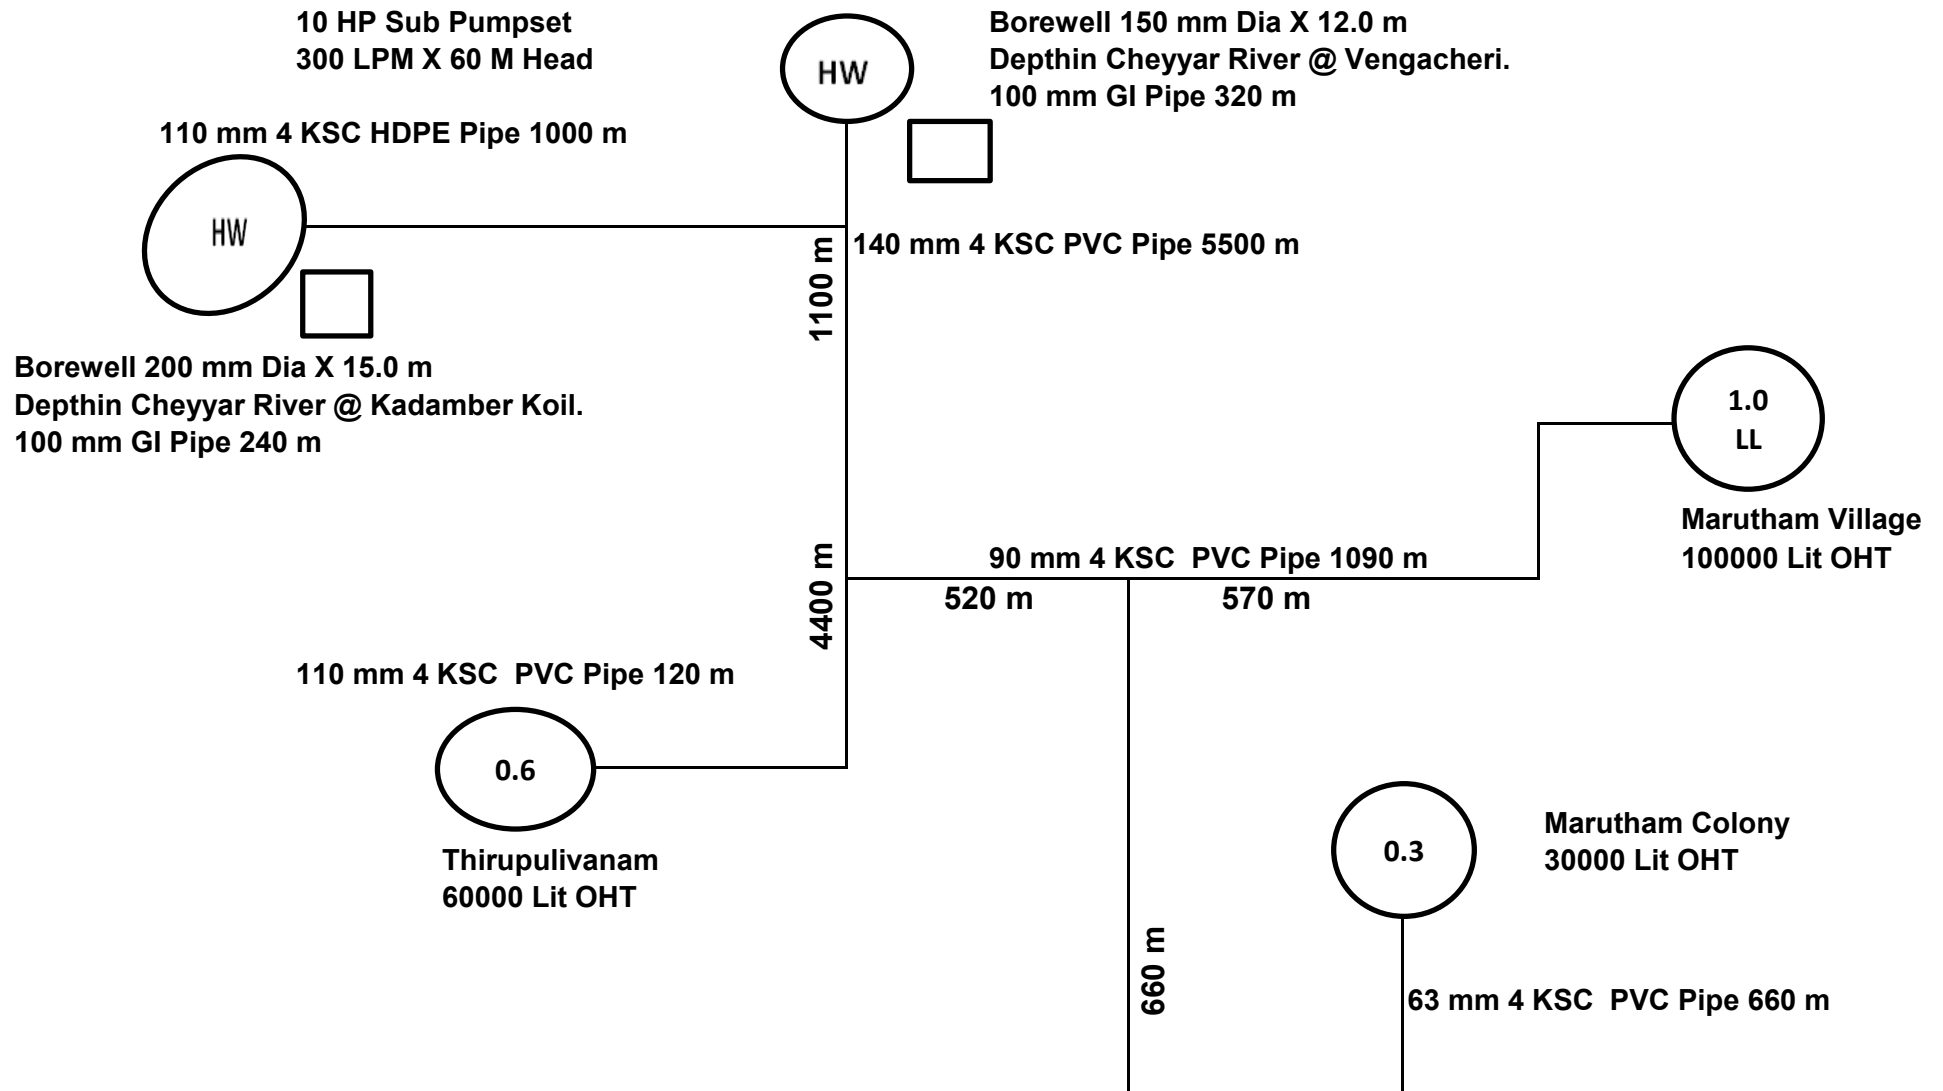 10 HP Sub Pumpset
300 LPM X 60 M Head
HW
Borewell 150 mm Dia X 12.0 m
Depthin Cheyyar River @ Vengacheri.
100 mm GI Pipe 320 m
110 mm 4 KSC HDPE Pipe 1000 m
HW
140 mm 4 KSC PVC Pipe 5500 m
1100 m
Borewell 200 mm Dia X 15.0 m
Depthin Cheyyar River @ Kadamber Koil.
100 mm GI Pipe 240 m
1.0
LL
Marutham Village
100000 Lit OHT
90 mm 4 KSC  PVC Pipe 1090 m
520 m
570 m
4400 m
110 mm 4 KSC  PVC Pipe 120 m
0.6
Thirupulivanam
60000 Lit OHT
0.3
Marutham Colony
30000 Lit OHT
660 m
63 mm 4 KSC  PVC Pipe 660 m